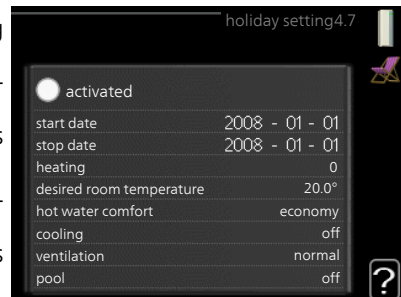 holiday setting4.7
activated
start date 2008 - 01 - 01
stop date 2008 - 01 - 01
heating 0
desired room temperature 20.0°
hot water comfort economy
cooling off
ventilation normal
pool off
?